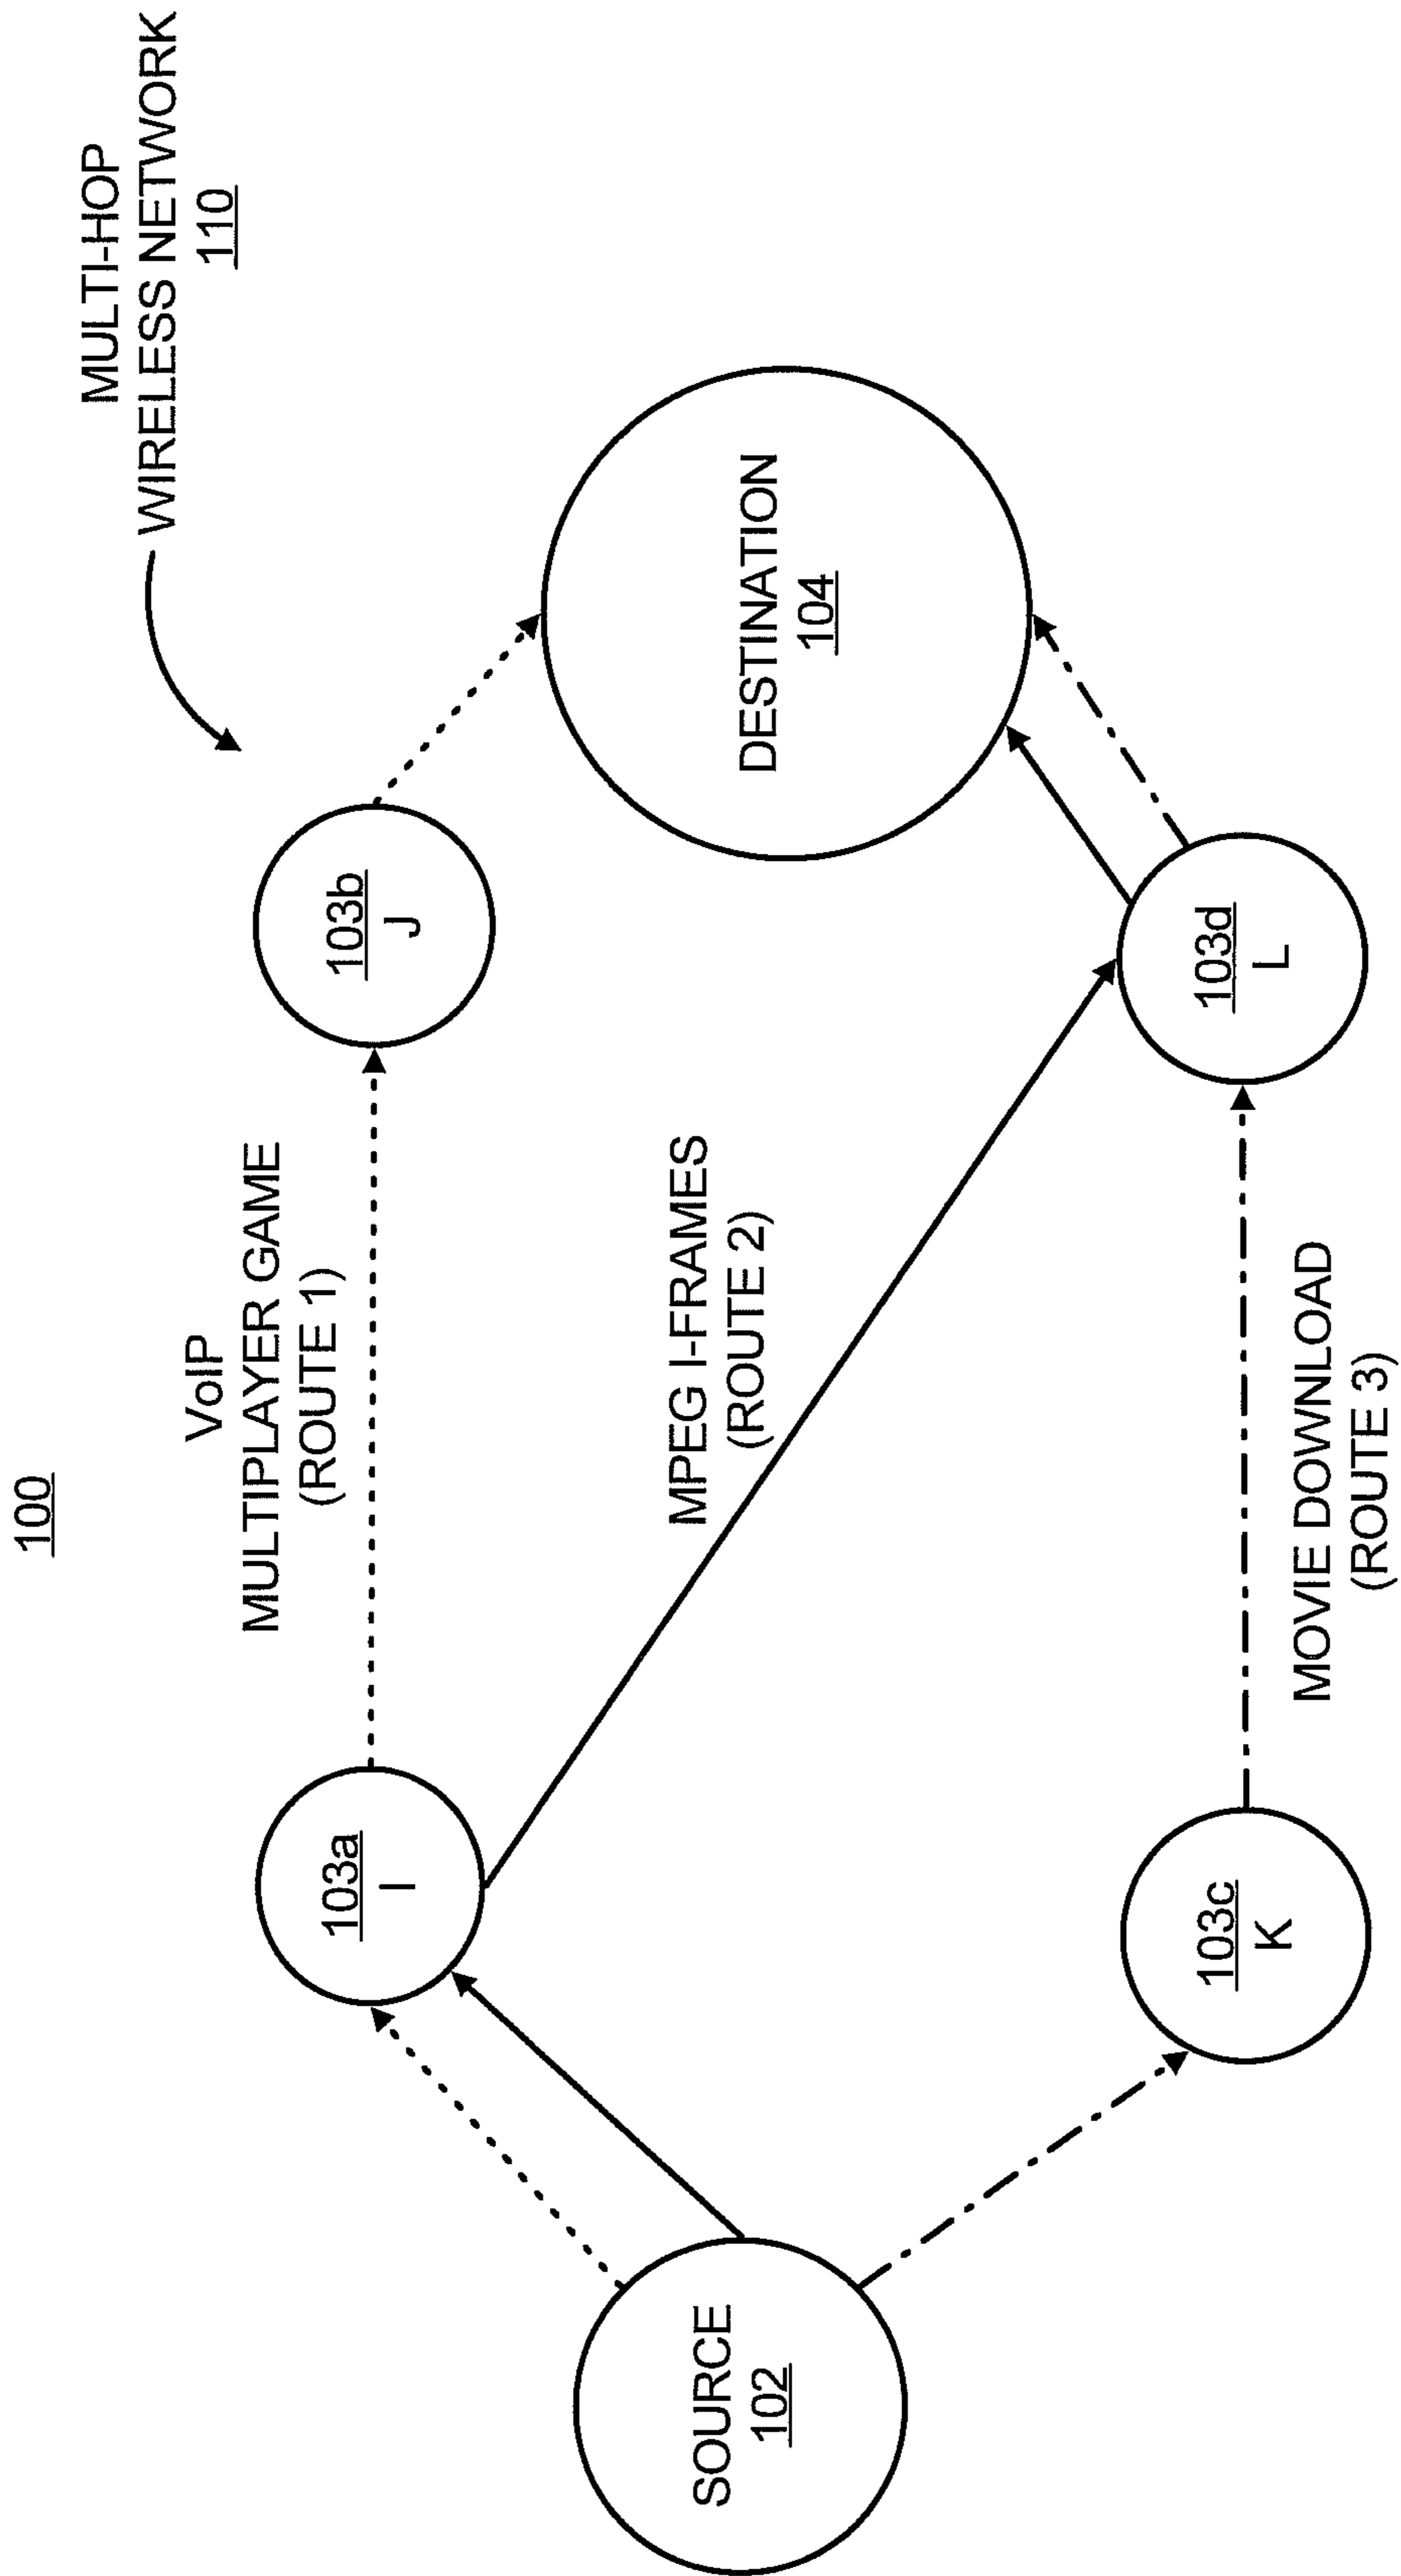 100
MULTI-HOP
WIRELESS NETWORK
110
VoIP
MULTIPLAYER GAME
(ROUTE 1)
103a
I
103b
J
SOURCE
102
MPEG I-FRAMES
(ROUTE 2)
DESTINATION
104
103c
K
103d
L
MOVIE DOWNLOAD
(ROUTE 3)